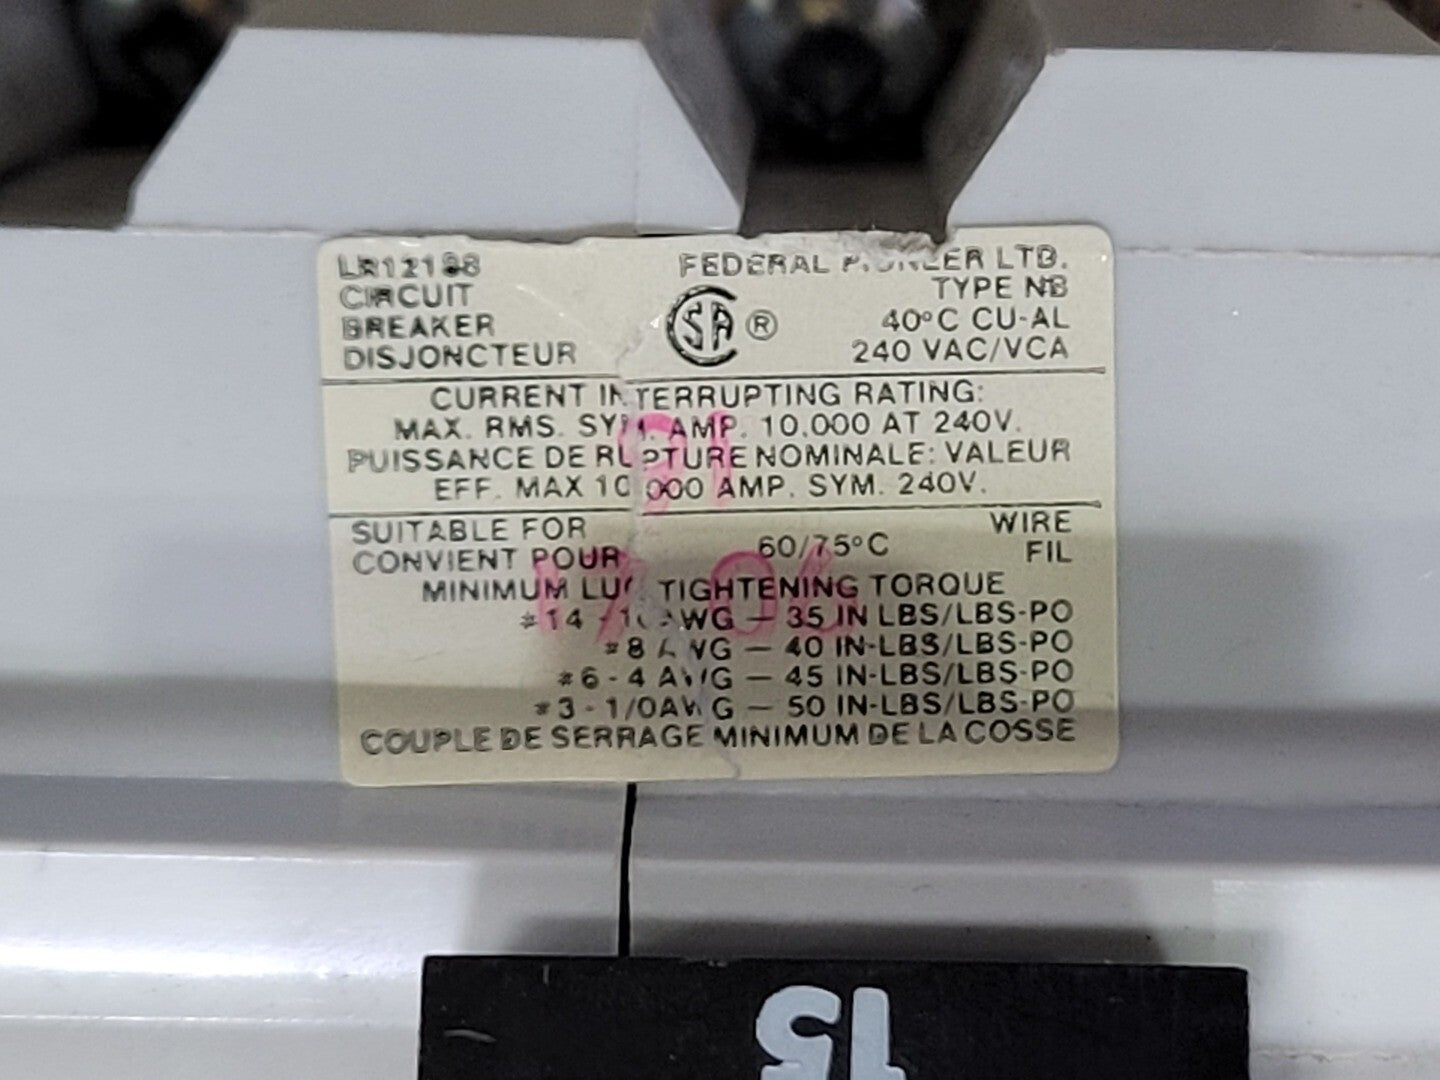 LR12188 FEDERAL PIONEER LTD.
CIRCUIT TYPE NB
BREAKER SA ® 40°C CU-AL
DISJONCTEUR 240 VAC/VCA
CURRENT INTERRUPTING RATING:
MAX. RMS. SYM. AMP. 10,000 AT 240V.
PUISSANCE DE RUPTURE NOMINALE: VALEUR
EFF. MAX 10 000 AMP. SYM. 240V.
SUITABLE FOR 60/75°C WIRE
CONVIENT POUR FIL
MINIMUM LUG TIGHTENING TORQUE
#14 - 10 AWG — 35 IN LBS/LBS-PO
#8 AWG — 40 IN-LBS/LBS-PO
#6 - 4 AWG — 45 IN-LBS/LBS-PO
#3 - 1/0AWG — 50 IN-LBS/LBS-PO
COUPLE DE SERRAGE MINIMUM DE LA COSSE
15